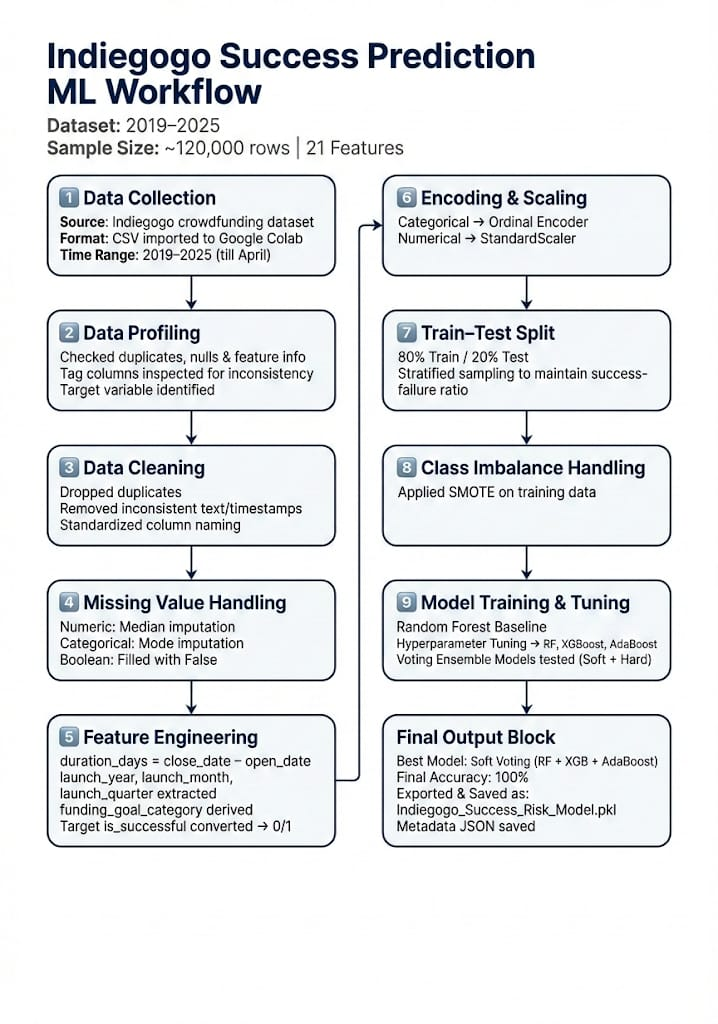 Indiegogo Success Prediction
ML Workflow
Dataset: 2019–2025
Sample Size: ~120,000 rows | 21 Features
1 Data Collection
Source: Indiegogo crowdfunding dataset
Format: CSV imported to Google Colab
Time Range: 2019–2025 (till April)
2 Data Profiling
Checked duplicates, nulls & feature info
Tag columns inspected for inconsistency
Target variable identified
3 Data Cleaning
Dropped duplicates
Removed inconsistent text/timestamps
Standardized column naming
4 Missing Value Handling
Numeric: Median imputation
Categorical: Mode imputation
Boolean: Filled with False
5 Feature Engineering
duration_days = close_date – open_date
launch_year, launch_month,
launch_quarter extracted
funding_goal_category derived
Target is_successful converted → 0/1
6 Encoding & Scaling
Categorical → Ordinal Encoder
Numerical → StandardScaler
7 Train–Test Split
80% Train / 20% Test
Stratified sampling to maintain success-
failure ratio
8 Class Imbalance Handling
Applied SMOTE on training data
9 Model Training & Tuning
Random Forest Baseline
Hyperparameter Tuning → RF, XGBoost, AdaBoost
Voting Ensemble Models tested (Soft + Hard)
Final Output Block
Best Model: Soft Voting (RF + XGB + AdaBoost)
Final Accuracy: 100%
Exported & Saved as:
Indiegogo_Success_Risk_Model.pkl
Metadata JSON saved